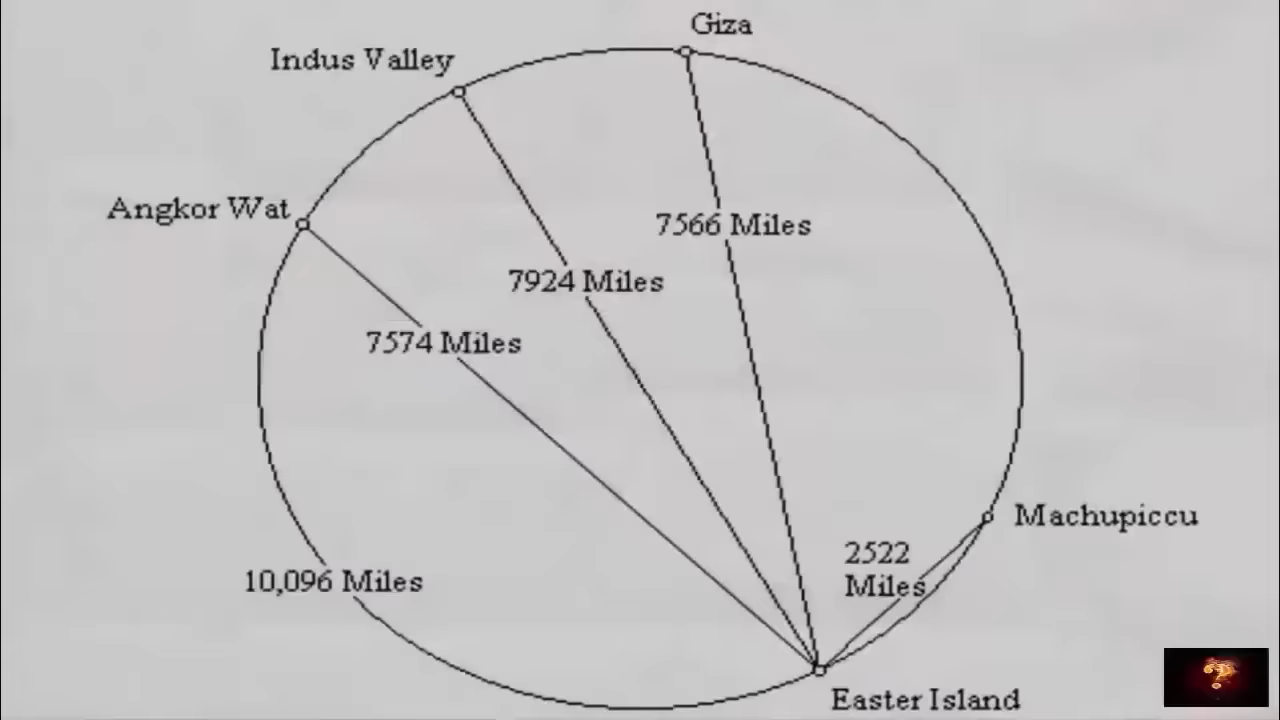 Giza
Indus Valley
Angkor Wat
7566 Miles
7924 Miles
7574 Miles
Machupiccu
2522
Miles
10,096 Miles
Easter Island
?